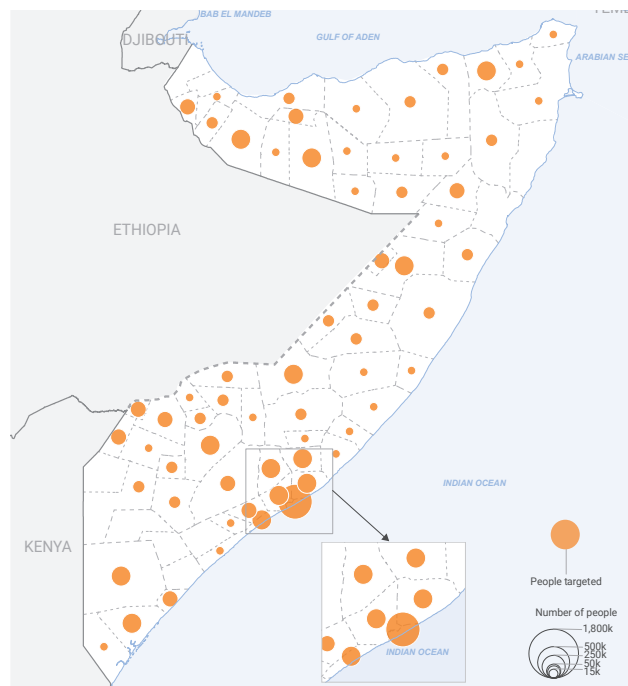 BAB EL MANDEB
DJIBOUTI
GULF OF ADEN
ARABIAN SE
ETHIOPIA
INDIAN OCEAN
KENYA
People targeted
Number of people
1,800k
500k
250k
50k
15k
INDIAN OCEAN